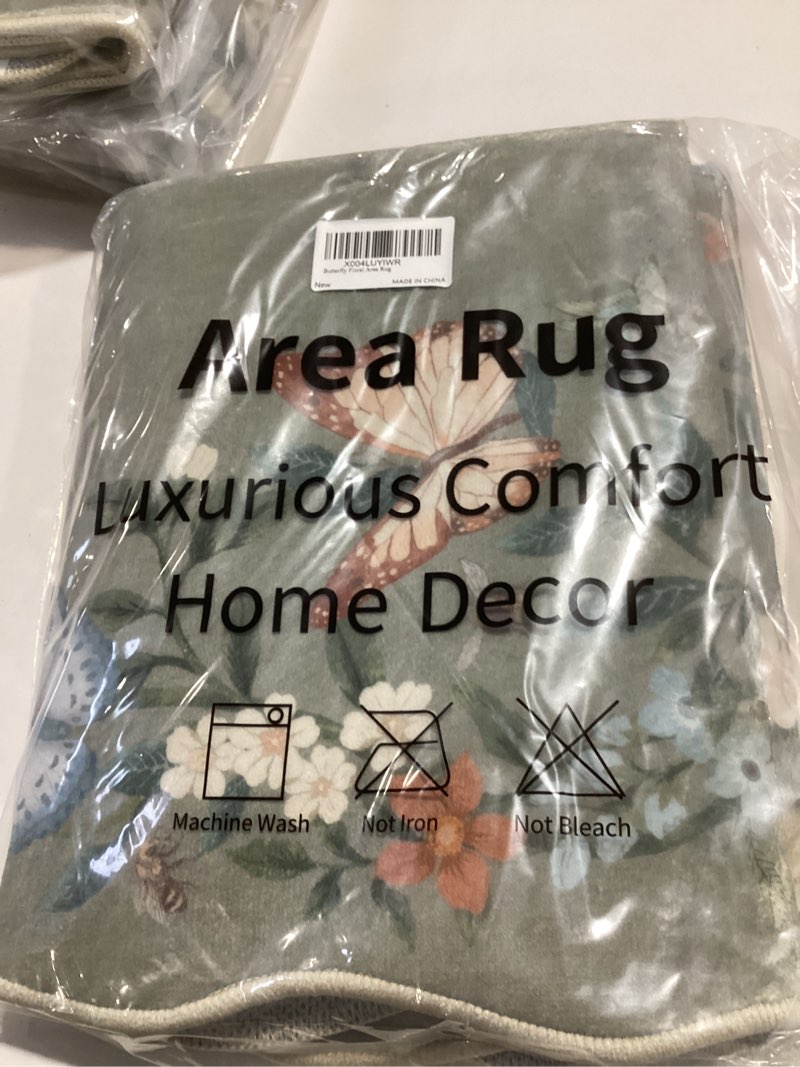 X004LUYIWR
Butterfly Floral Area Rug
New MADE IN CHINA
Area Rug
Luxurious Comfort
Home Decor
Machine Wash Not Iron Not Bleach